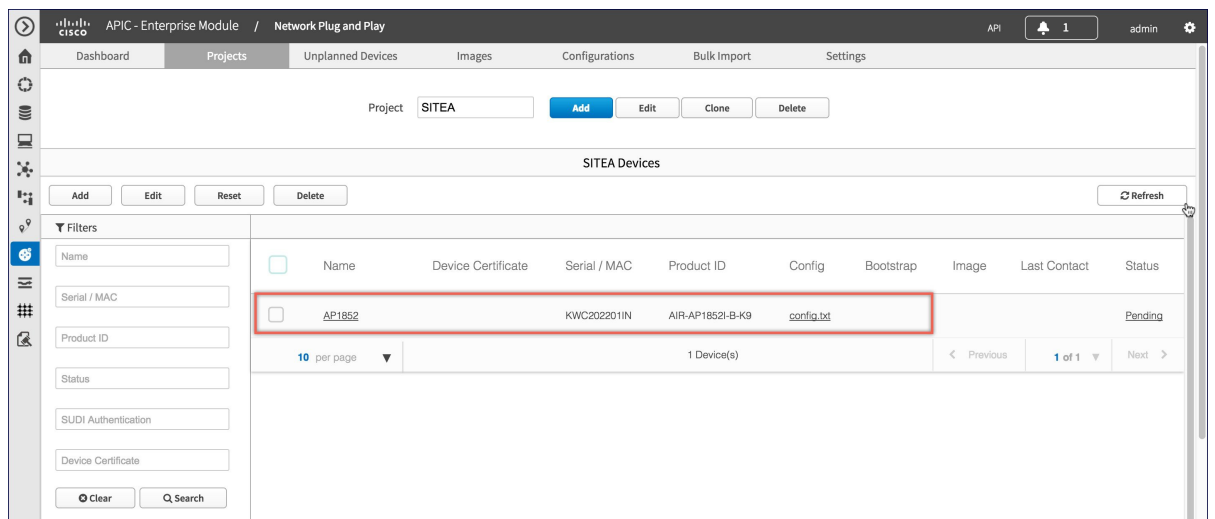 cisco APIC - Enterprise Module / Network Plug and Play API 1 admin
Dashboard Projects Unplanned Devices Images Configurations Bulk Import Settings
Project SITEA Add Edit Clone Delete
SITEA Devices
Add Edit Reset Delete Refresh
Filters
Name
Serial / MAC
Product ID
Status
SUDI Authentication
Device Certificate
Clear Search
Name Device Certificate Serial / MAC Product ID Config Bootstrap Image Last Contact Status
AP1852 KWC202201IN AIR-AP1852I-B-K9 config.txt Pending
10 per page 1 Device(s) Previous 1 of 1 Next